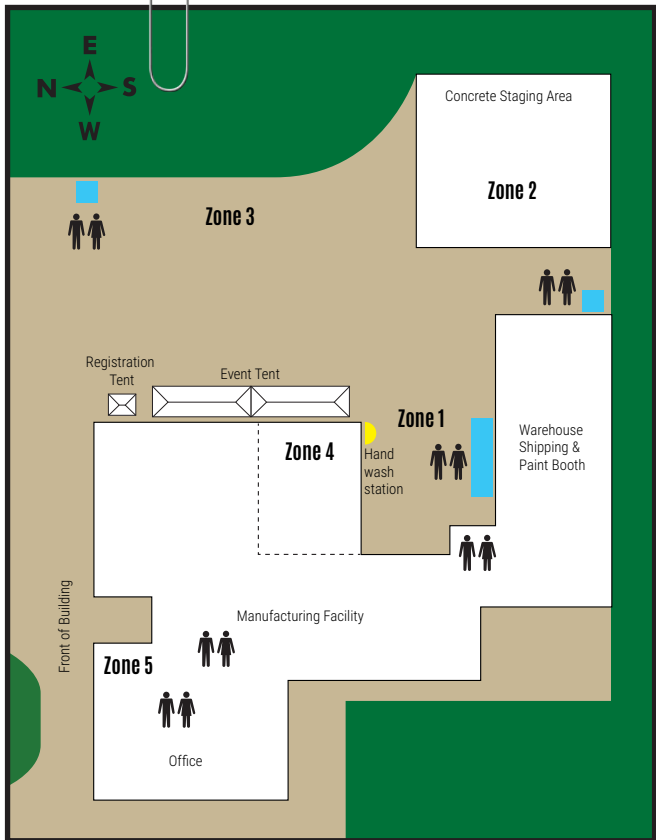 E
N S
W
Concrete Staging Area
Zone 2
Zone 3
Registration
Tent
Event Tent
Zone 1
Zone 4
Hand
wash
station
Warehouse
Shipping &
Paint Booth
Front of Building
Manufacturing Facility
Zone 5
Office